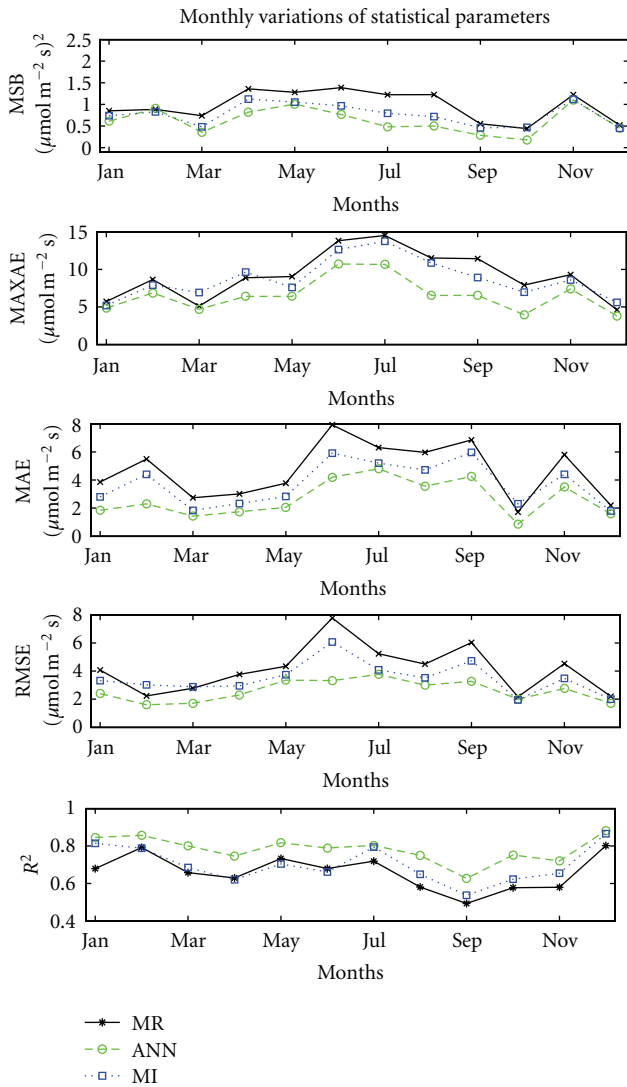 Monthly variations of statistical parameters
MSB
(μmol m−2 s)2
2.5
2
1.5
1
0.5
0
Jan Mar May Jul Sep Nov
Months
MAXAE
(μmol m−2 s)
15
10
5
0
Jan Mar May Jul Sep Nov
Months
MAE
(μmol m−2 s)
8
6
4
2
0
Jan Mar May Jul Sep Nov
Months
RMSE
(μmol m−2 s)
8
6
4
2
0
Jan Mar May Jul Sep Nov
Months
R2
1
0.8
0.6
0.4
Jan Mar May Jul Sep Nov
Months
MR
ANN
MI